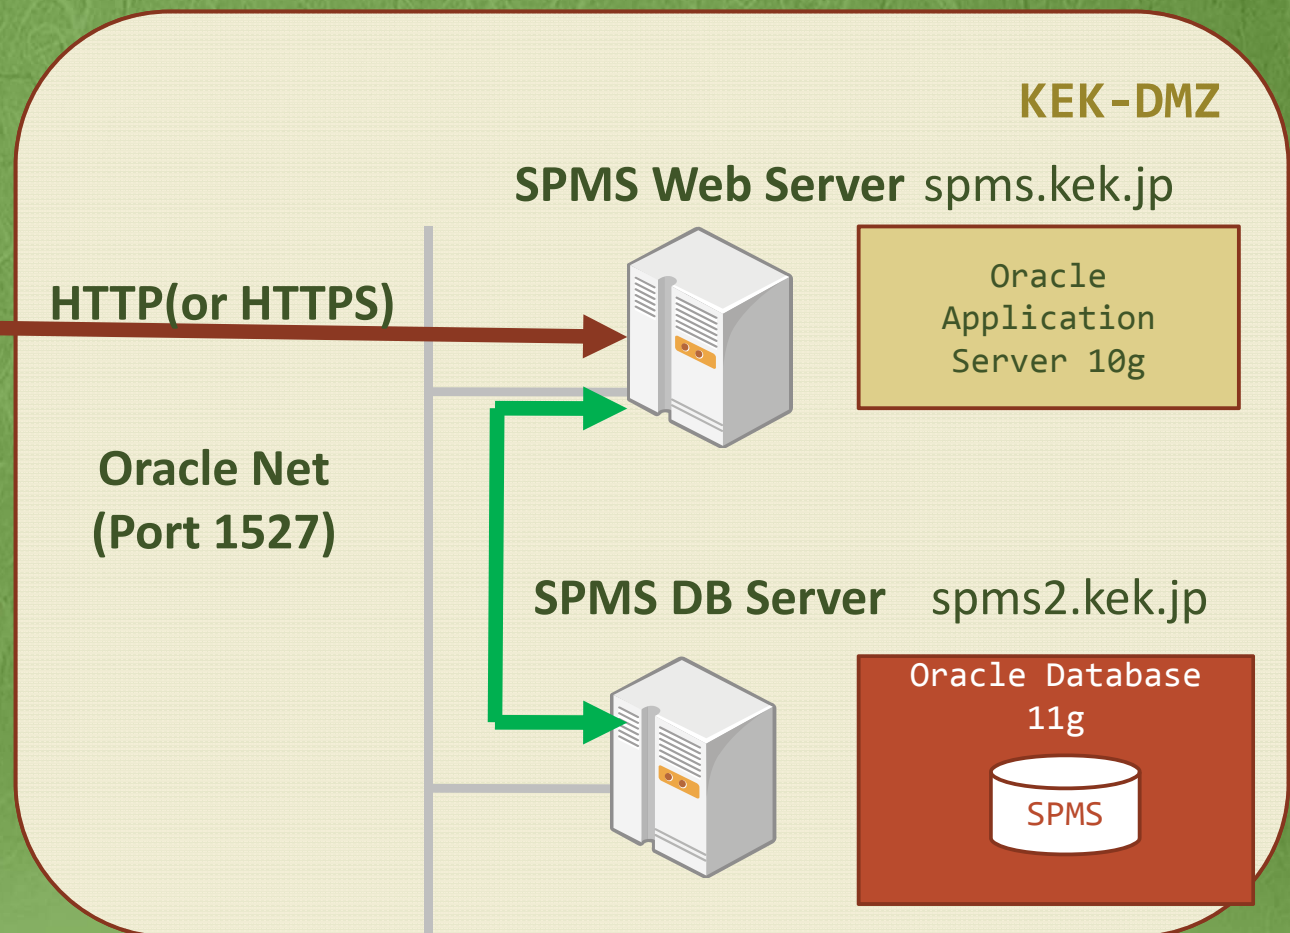 KEK-DMZ
SPMS Web Server spms.kek.jp
HTTP(or HTTPS)
Oracle
Application
Server 10g
Oracle Net
(Port 1527)
SPMS DB Server spms2.kek.jp
Oracle Database
11g
SPMS